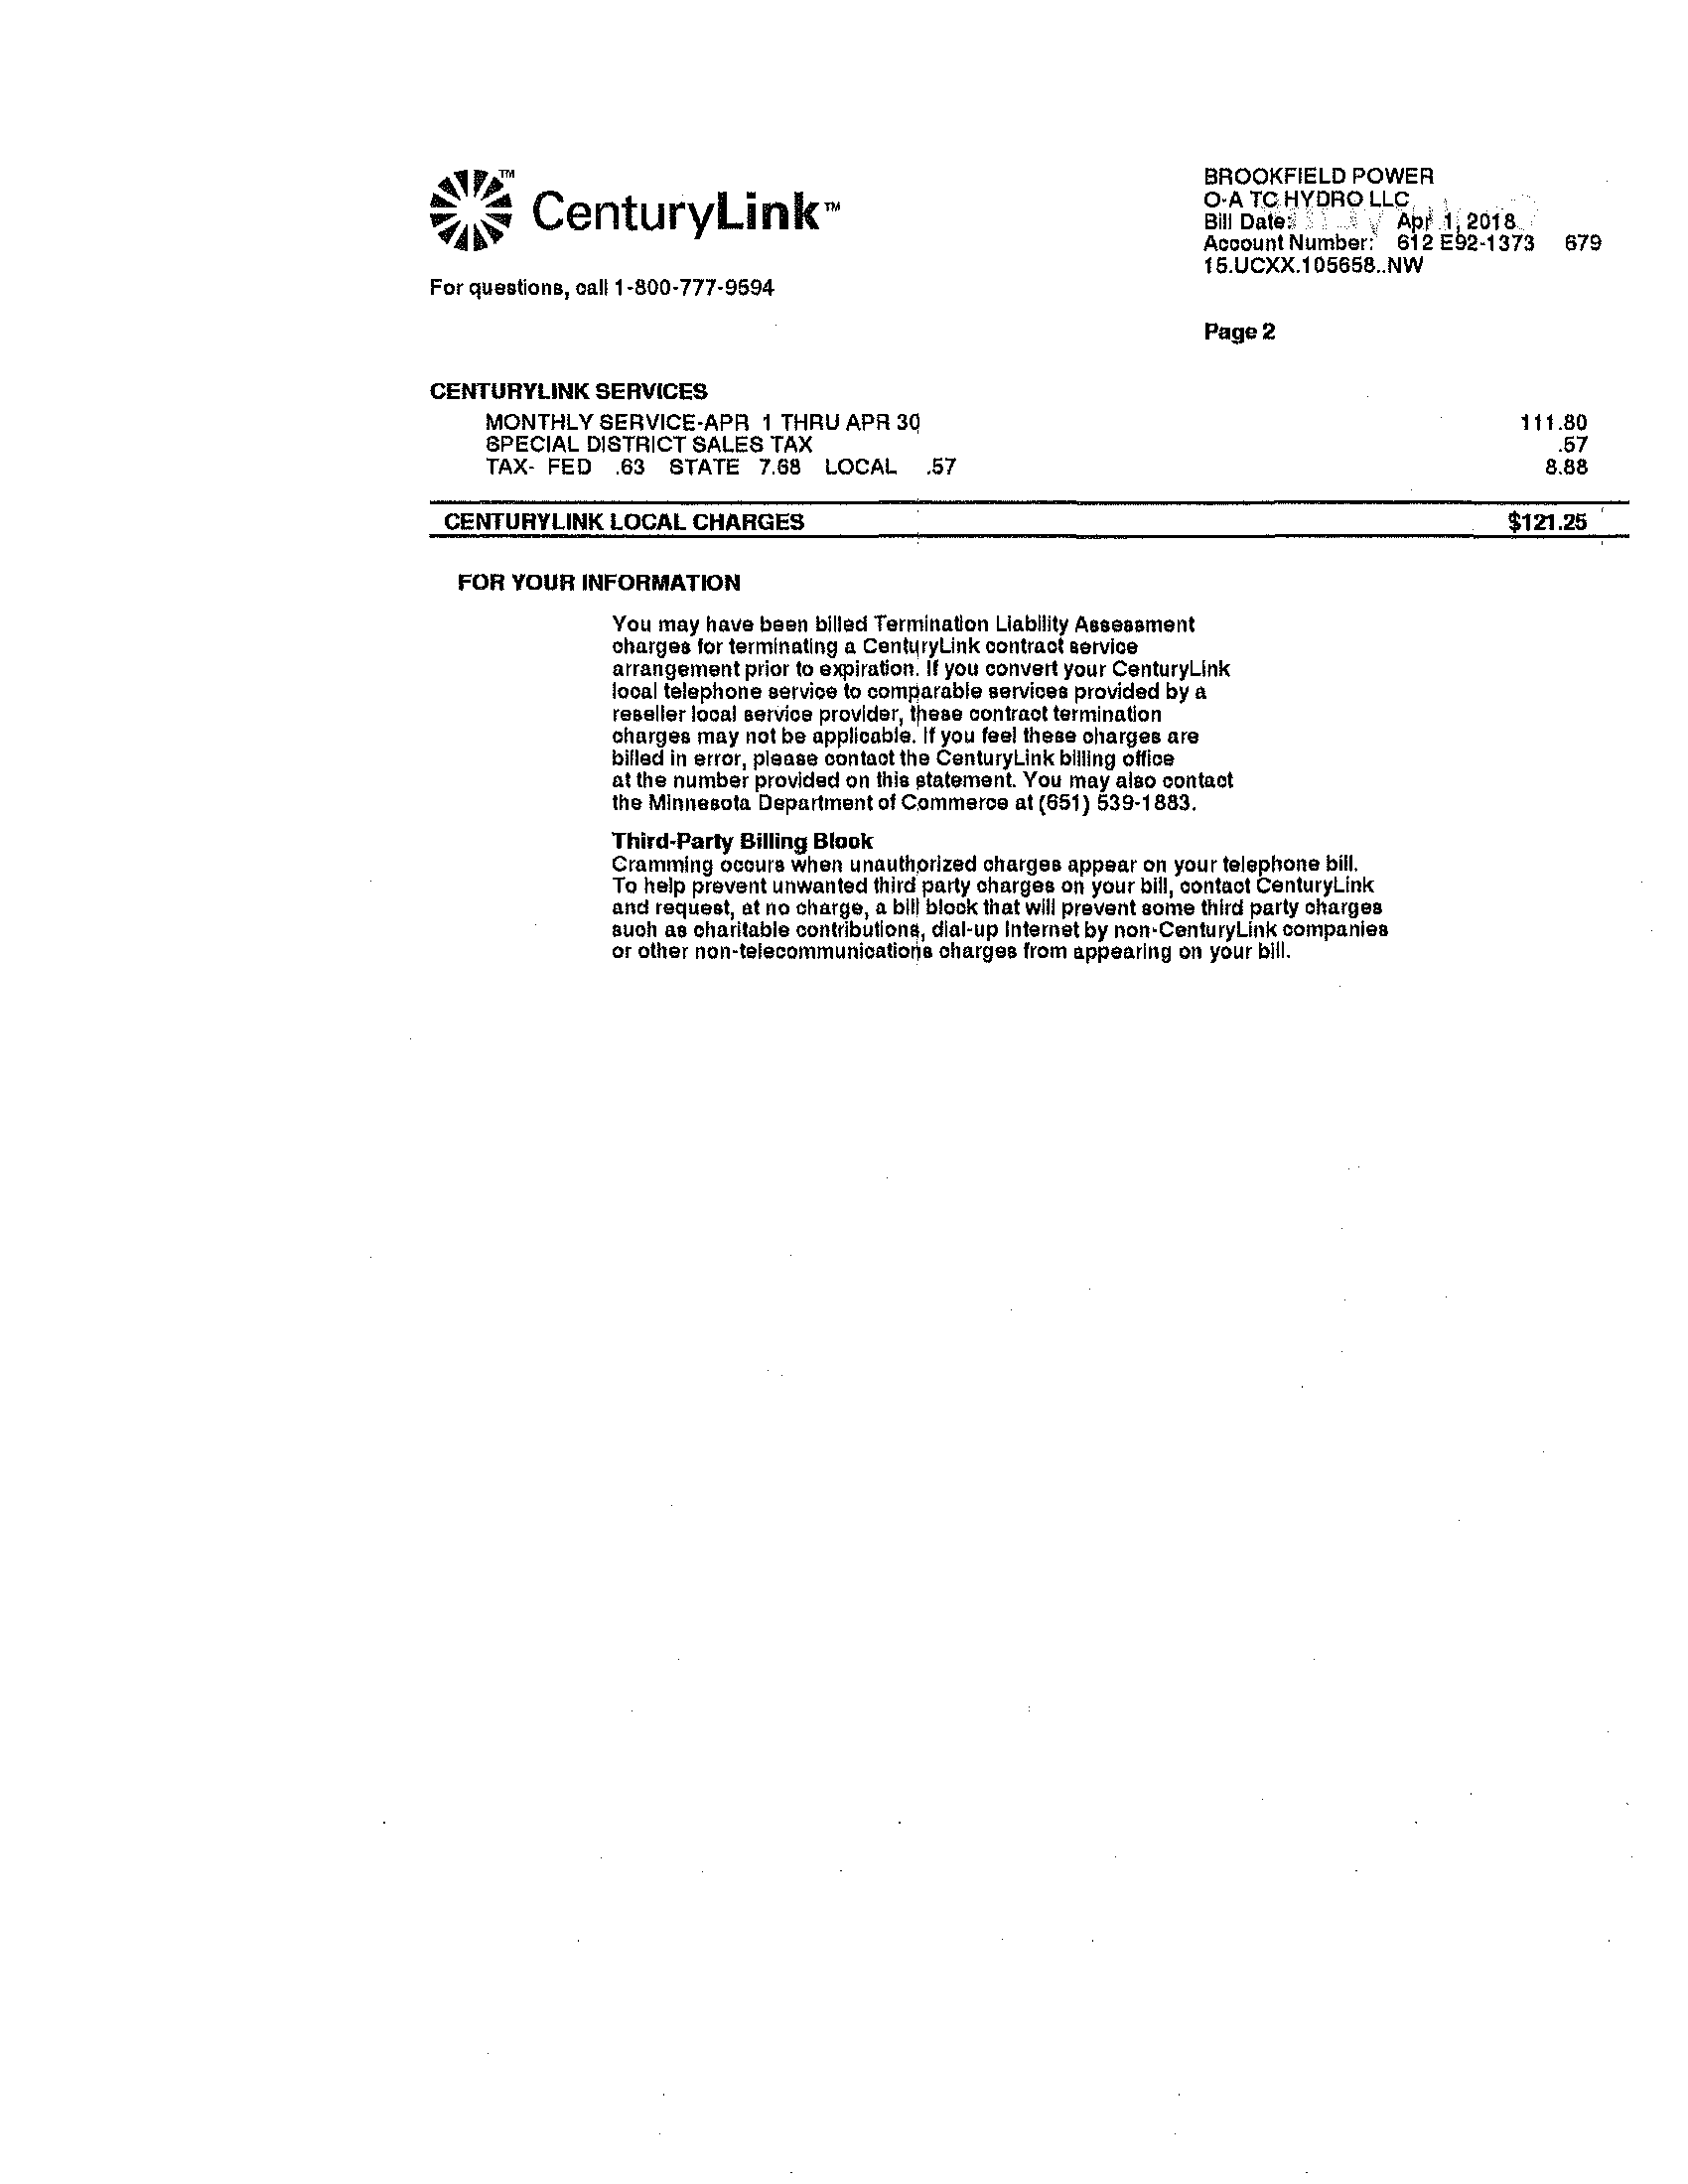 CenturyLink™
For questions, call 1-800-777-9594
BROOKFIELD POWER
O-A TC HYDRO LLC
Bill Date: Apr 1, 2018
Account Number: 612 E92-1373 679
15.UCXX.105658..NW
Page 2
CENTURYLINK SERVICES
MONTHLY SERVICE-APR 1 THRU APR 30 111.80
SPECIAL DISTRICT SALES TAX .57
TAX- FED .63 STATE 7.68 LOCAL .57 8.88
CENTURYLINK LOCAL CHARGES $121.25
FOR YOUR INFORMATION
You may have been billed Termination Liability Assessment
charges for terminating a CenturyLink contract service
arrangement prior to expiration. If you convert your CenturyLink
local telephone service to comparable services provided by a
reseller local service provider, these contract termination
charges may not be applicable. If you feel these charges are
billed in error, please contact the CenturyLink billing office
at the number provided on this statement. You may also contact
the Minnesota Department of Commerce at (651) 539-1883.
Third-Party Billing Block
Cramming occurs when unauthorized charges appear on your telephone bill.
To help prevent unwanted third party charges on your bill, contact CenturyLink
and request, at no charge, a bill block that will prevent some third party charges
such as charitable contributions, dial-up Internet by non-CenturyLink companies
or other non-telecommunications charges from appearing on your bill.